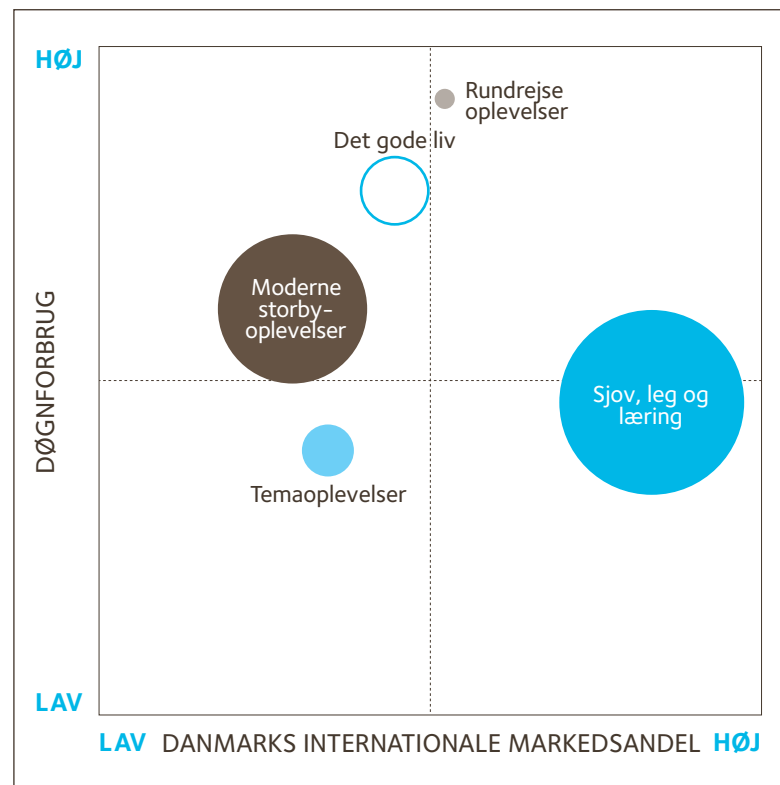 HØJ
Rundrejse
oplevelser
Det gode liv
Moderne
storby-
oplevelser
DØGNFORBRUG
Sjov, leg og
læring
Temaoplevelser
LAV
LAV DANMARKS INTERNATIONALE MARKEDSANDEL HØJ